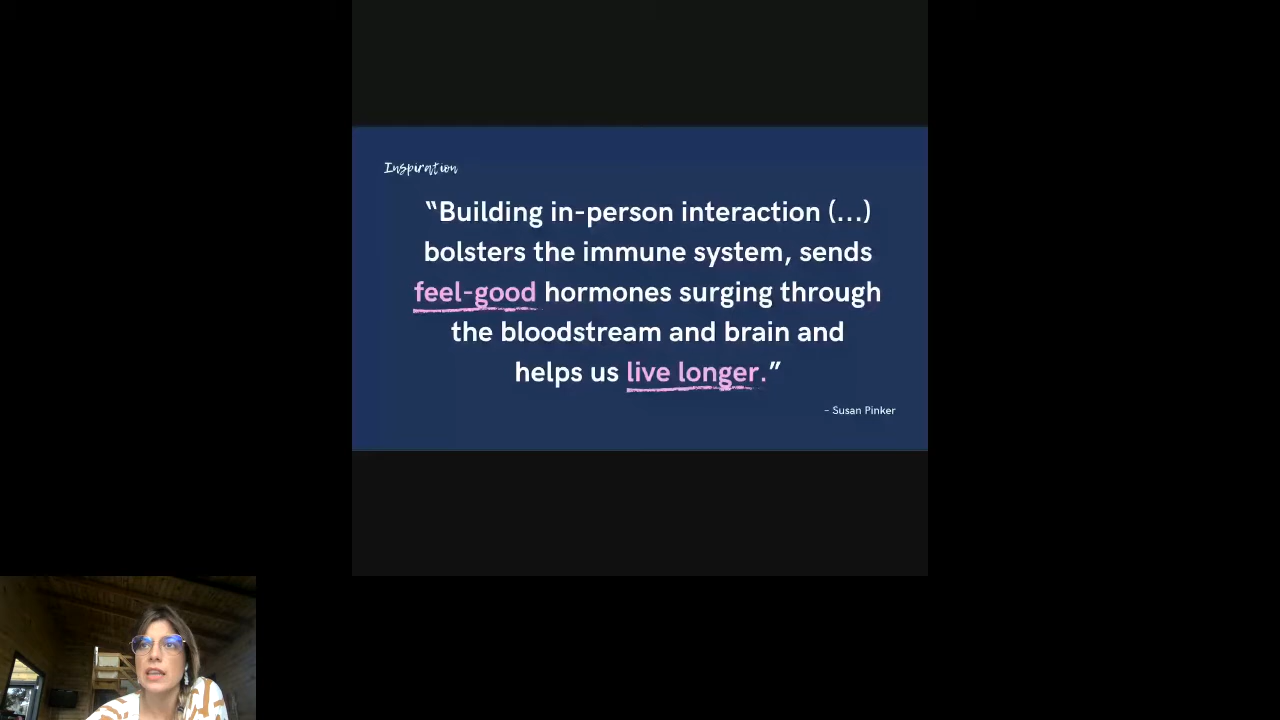 Inspiration
“Building in-person interaction (...)
bolsters the immune system, sends
feel-good hormones surging through
the bloodstream and brain and
helps us live longer.”
– Susan Pinker